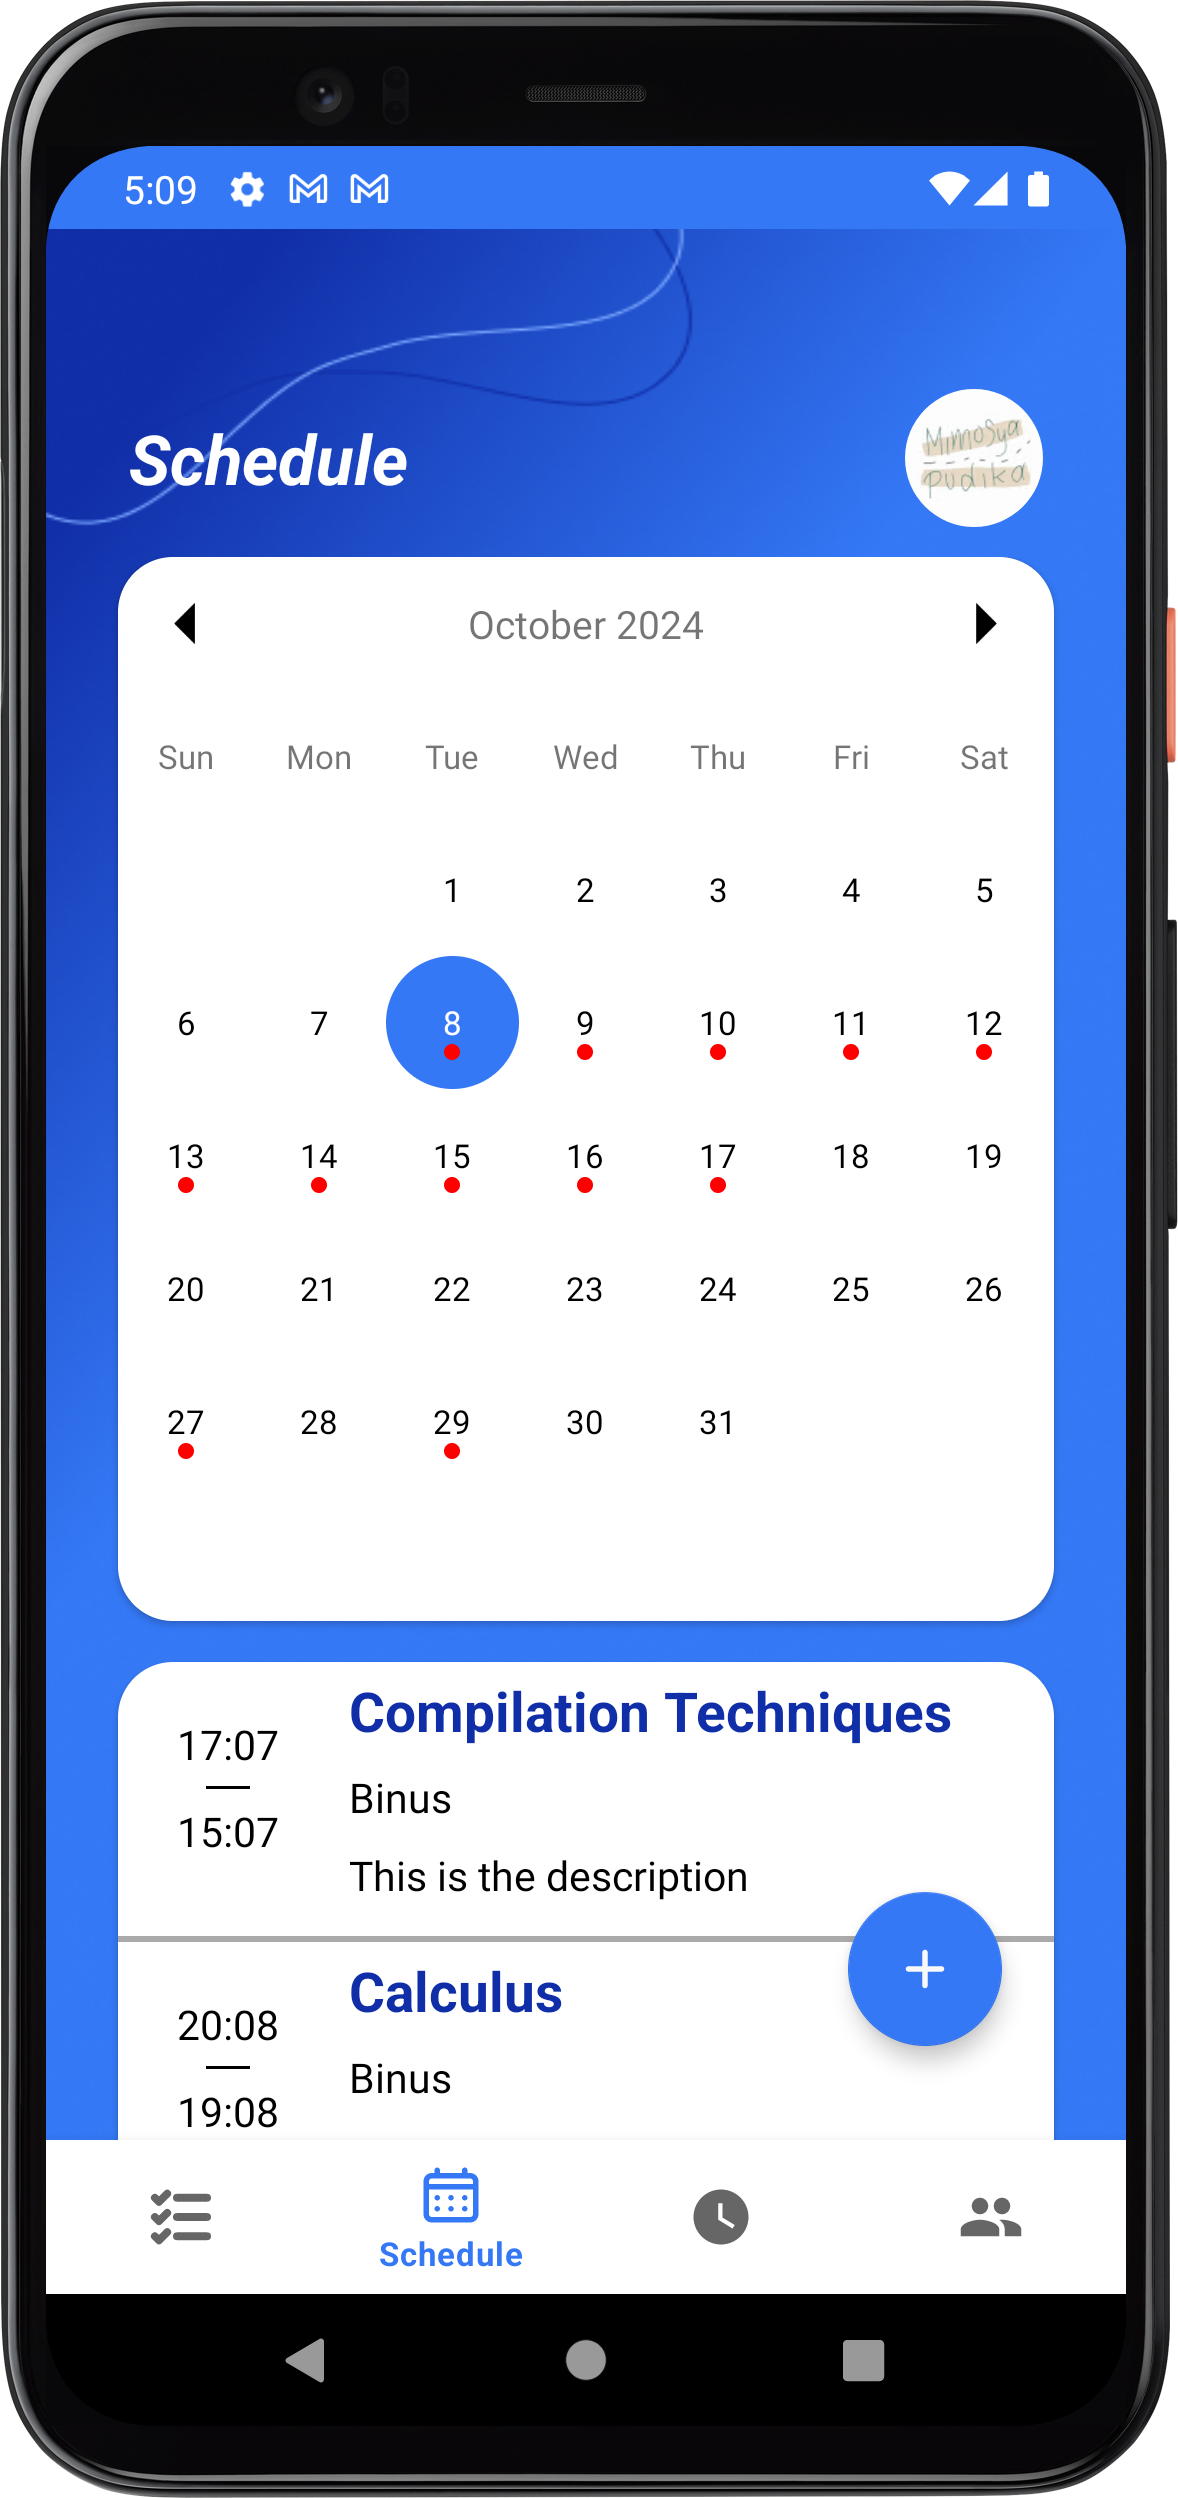 5:09
Schedule
Mimosya
Pudika
October 2024
Sun Mon Tue Wed Thu Fri Sat
1 2 3 4 5
6 7 8 9 10 11 12
13 14 15 16 17 18 19
20 21 22 23 24 25 26
27 28 29 30 31
Compilation Techniques
17:07
Binus
15:07
This is the description
Calculus
20:08
Binus
19:08
Schedule